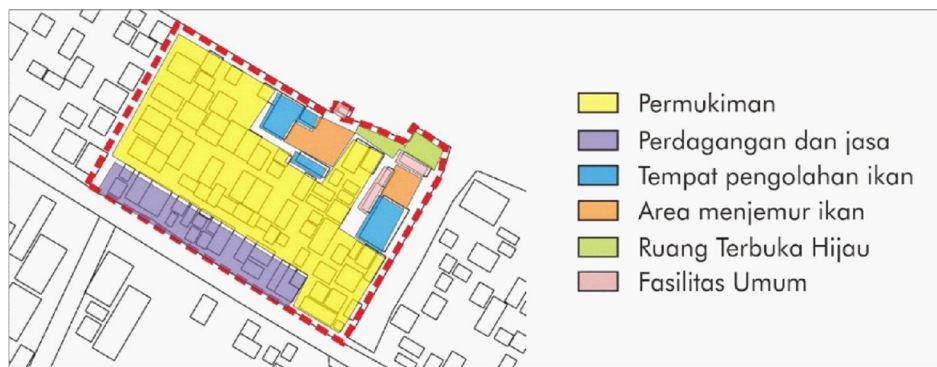 Permukiman
Perdagangan dan jasa
Tempat pengolahan ikan
Area menjemur ikan
Ruang Terbuka Hijau
Fasilitas Umum